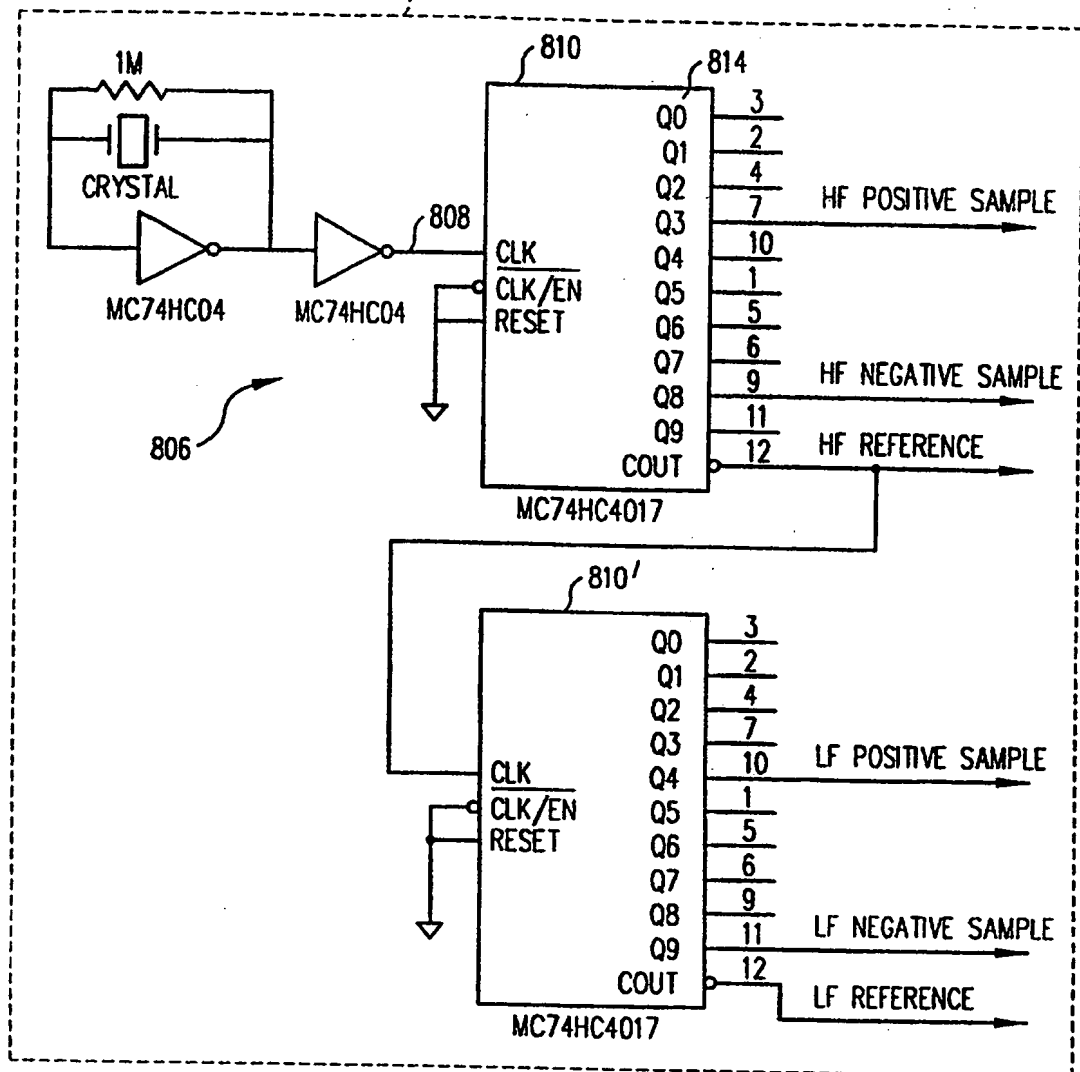 810
814
1M
CRYSTAL
MC74HC04
MC74HC04
808
806
CLK
CLK/EN
RESET
Q0 3
Q1 2
Q2 4
Q3 7 HF POSITIVE SAMPLE
Q4 10
Q5 1
Q6 5
Q7 6
Q8 9 HF NEGATIVE SAMPLE
Q9 11
COUT 12 HF REFERENCE
MC74HC4017
810'
CLK
CLK/EN
RESET
Q0 3
Q1 2
Q2 4
Q3 7
Q4 10 LF POSITIVE SAMPLE
Q5 1
Q6 5
Q7 6
Q8 9
Q9 11 LF NEGATIVE SAMPLE
COUT 12 LF REFERENCE
MC74HC4017